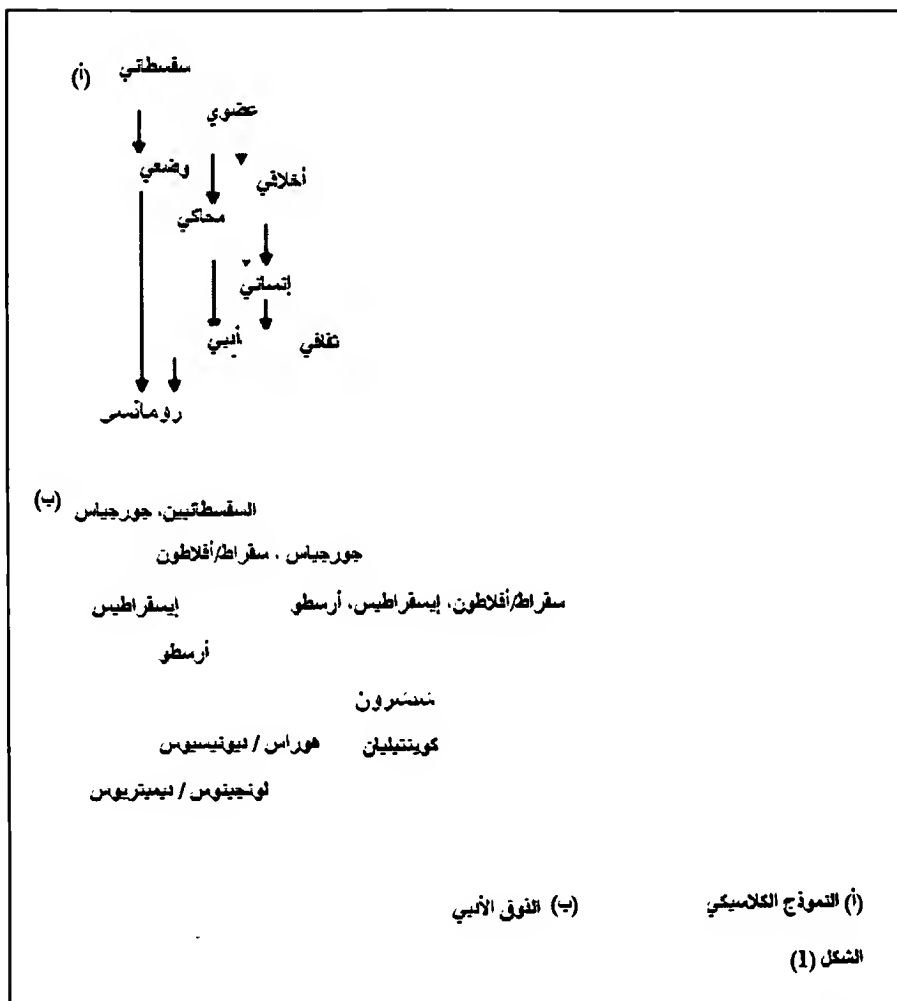 (أ) سفسطائي
عضوي
وضعي
أخلاقي
محاكي
إنساني
أدبي
ثقافي
رومانسي
(ب) السفسطائيين، جورجياس
جورجياس ، سقراط/أفلاطون
سقراط/أفلاطون، إيسقراطيس، أرسطو إيسقراطيس
أرسطو
شيشرون
كوينتيليان هوراس / ديونيسيوس
لونجينوس / ديميتريوس
(أ) النموذج الكلاسيكي (ب) الذوق الأدبي
الشكل (1)